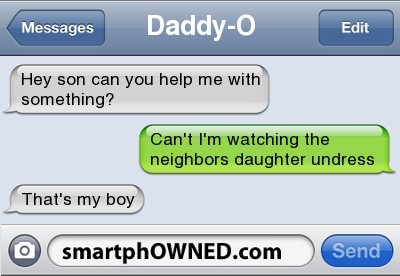 Messages
Daddy-O
Edit
Hey son can you help me with
something?
Can't I'm watching the
neighbors daughter undress
That's my boy
smartphOWNED.com
Send